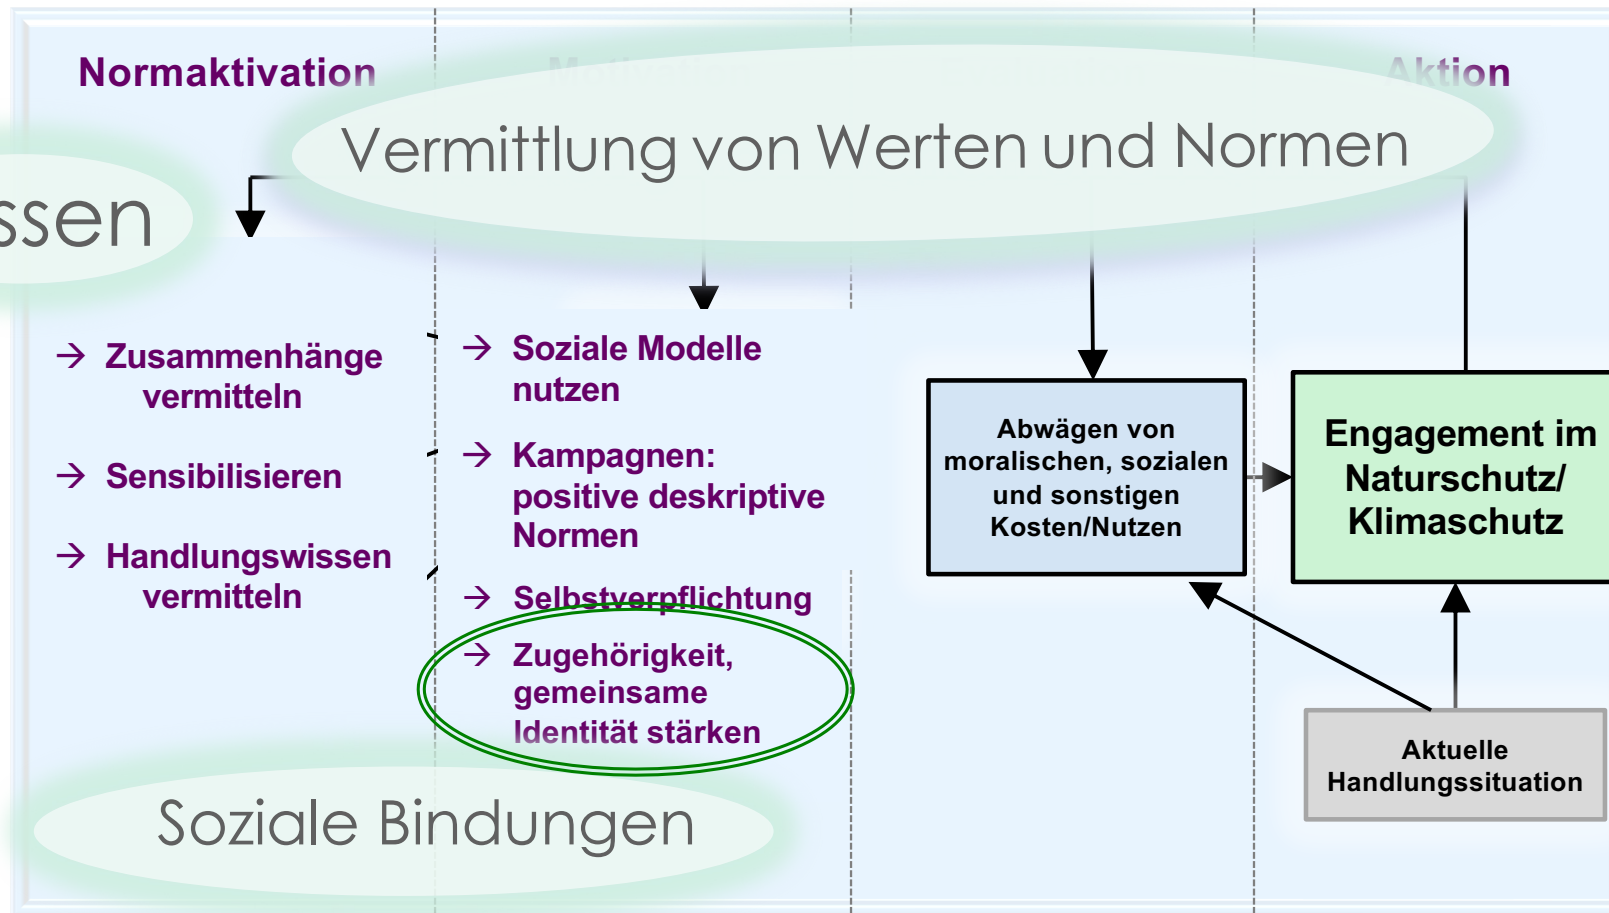 Normaktivation
Aktion
Vermittlung von Werten und Normen
ssen
→ Zusammenhänge
vermitteln
→ Sensibilisieren
→ Handlungswissen
vermitteln
→ Soziale Modelle
nutzen
→ Kampagnen:
positive deskriptive
Normen
→ Selbstverpflichtung
→ Zugehörigkeit,
gemeinsame
Identität stärken
Abwägen von
moralischen, sozialen
und sonstigen
Kosten/Nutzen
Engagement im
Naturschutz/
Klimaschutz
Aktuelle
Handlungssituation
Soziale Bindungen